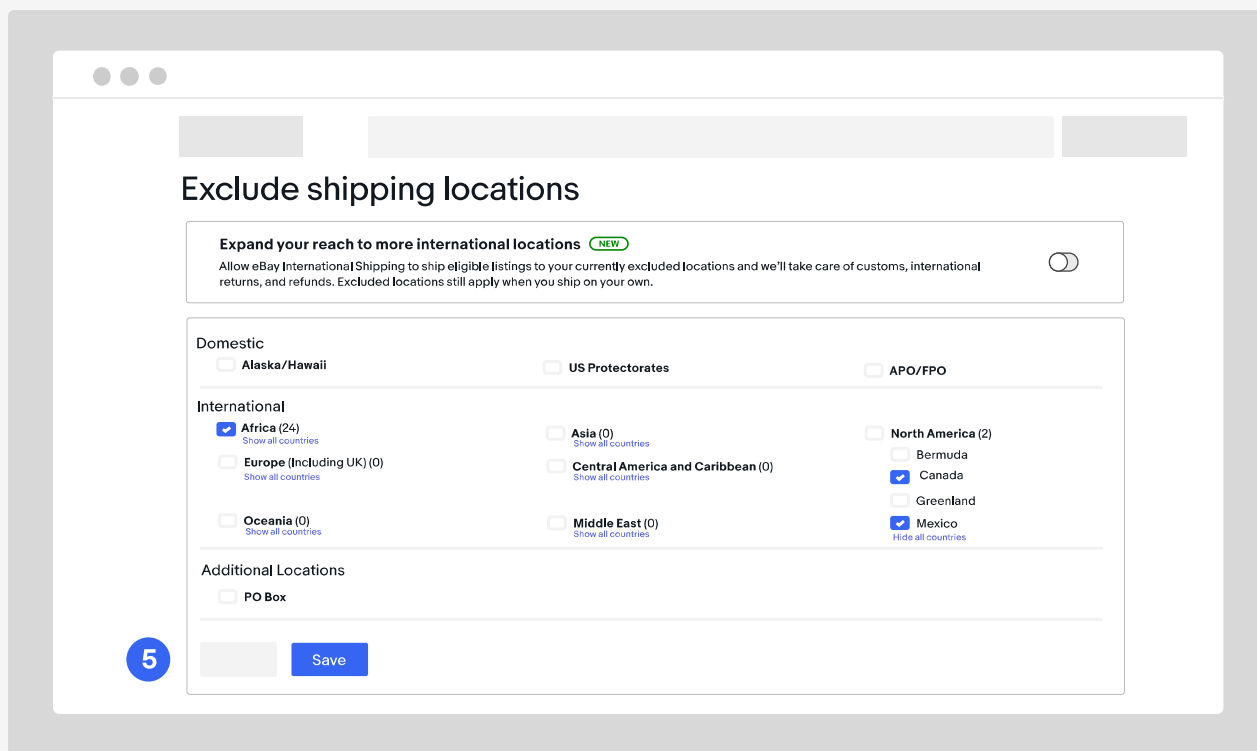 Exclude shipping locations
Expand your reach to more international locations NEW
Allow eBay International Shipping to ship eligible listings to your currently excluded locations and we'll take care of customs, international
returns, and refunds. Excluded locations still apply when you ship on your own.
Domestic
Alaska/Hawaii
US Protectorates
APO/FPO
International
Africa (24)
Show all countries
Europe (Including UK) (0)
Show all countries
Oceania (0)
Show all countries
Asia (0)
Show all countries
Central America and Caribbean (0)
Show all countries
Middle East (0)
Show all countries
North America (2)
Bermuda
Canada
Greenland
Mexico
Hide all countries
Additional Locations
PO Box
5
Save